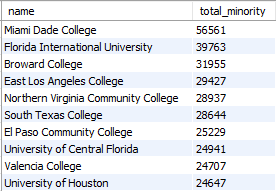 name total_minority
Miami Dade College 56561
Florida International University 39763
Broward College 31955
East Los Angeles College 29427
Northern Virginia Community College 28937
South Texas College 28644
El Paso Community College 25229
University of Central Florida 24941
Valencia College 24707
University of Houston 24647